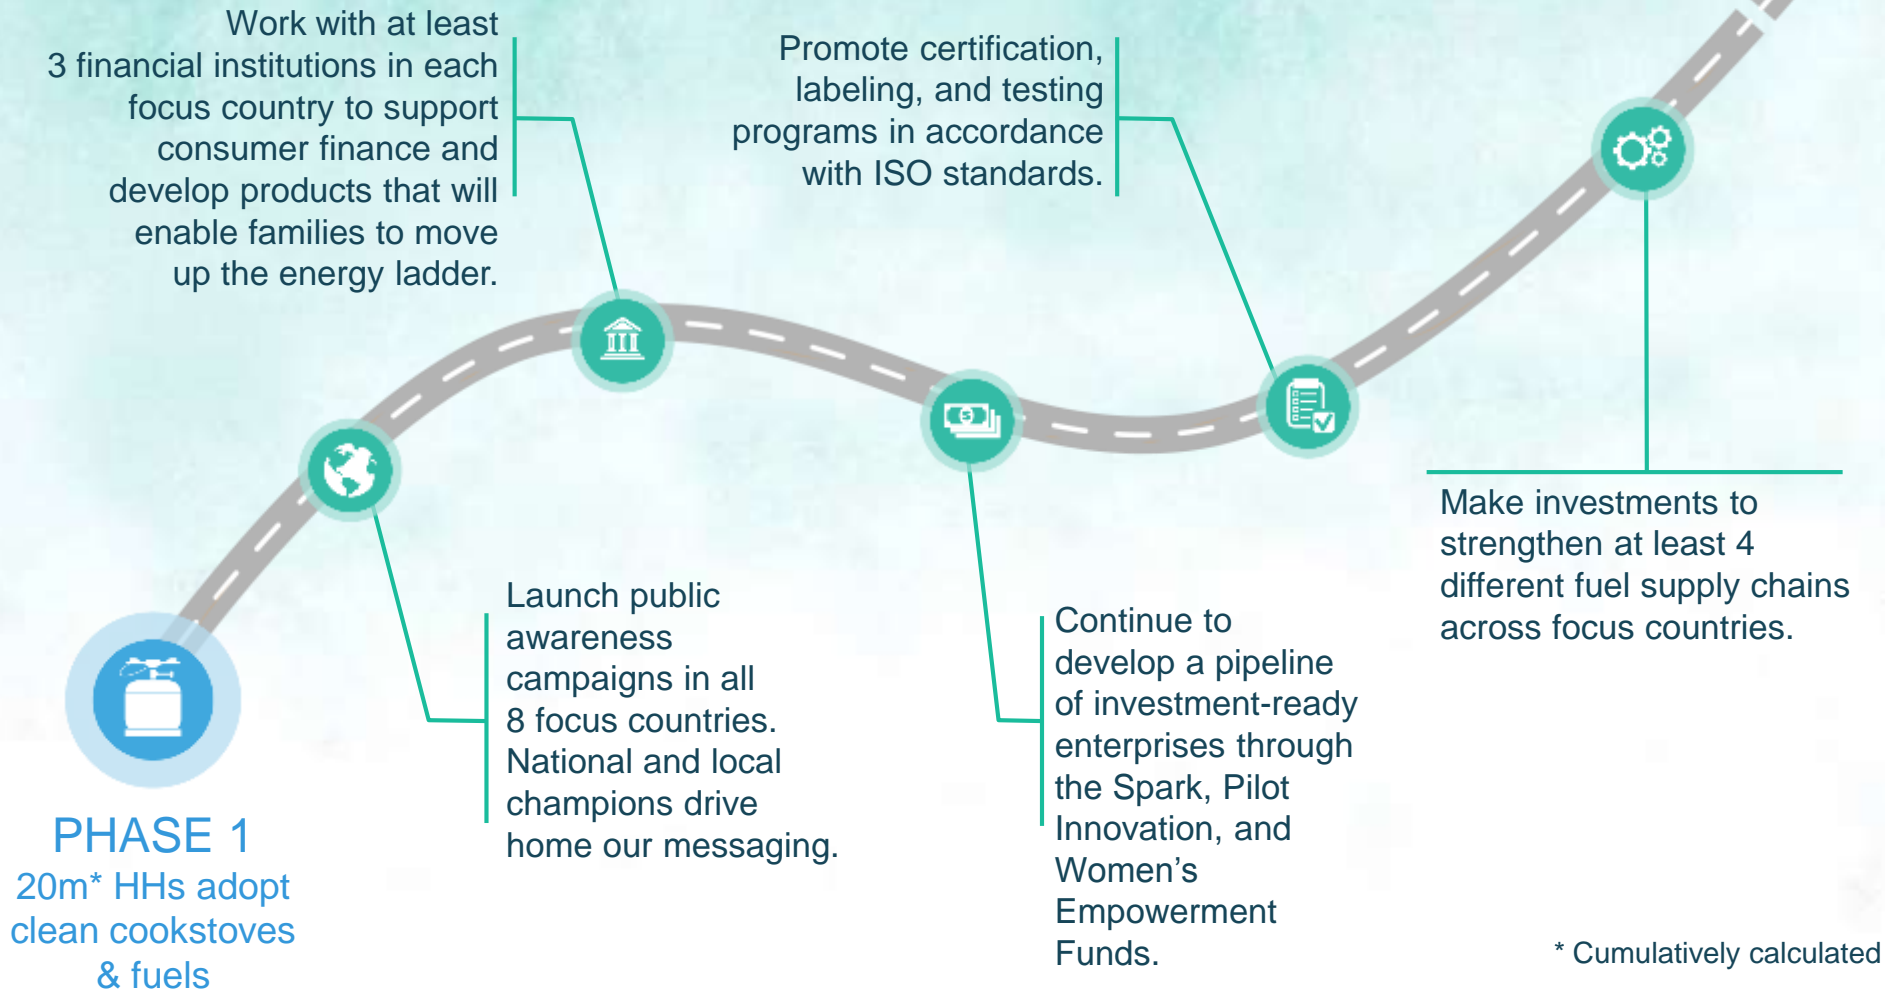 Work with at least
3 financial institutions in each
focus country to support
consumer finance and
develop products that will
enable families to move
up the energy ladder.
Promote certification,
labeling, and testing
programs in accordance
with ISO standards.
Launch public
awareness
campaigns in all
8 focus countries.
National and local
champions drive
home our messaging.
Continue to
develop a pipeline
of investment-ready
enterprises through
the Spark, Pilot
Innovation, and
Women’s
Empowerment
Funds.
Make investments to
strengthen at least 4
different fuel supply chains
across focus countries.
PHASE 1
20m* HHs adopt
clean cookstoves
& fuels
* Cumulatively calculated